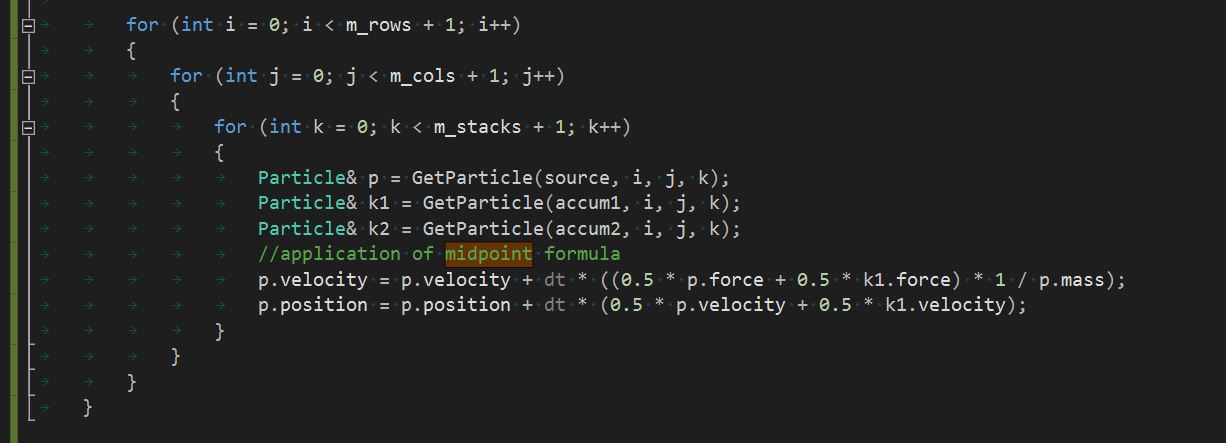 for (int i = 0; i < m_rows + 1; i++)
{
for (int j = 0; j < m_cols + 1; j++)
{
for (int k = 0; k < m_stacks + 1; k++)
{
Particle& p = GetParticle(source, i, j, k);
Particle& k1 = GetParticle(accum1, i, j, k);
Particle& k2 = GetParticle(accum2, i, j, k);
//application of midpoint formula
p.velocity = p.velocity + dt * ((0.5 * p.force + 0.5 * k1.force) * 1 / p.mass);
p.position = p.position + dt * (0.5 * p.velocity + 0.5 * k1.velocity);
}
}
}
}